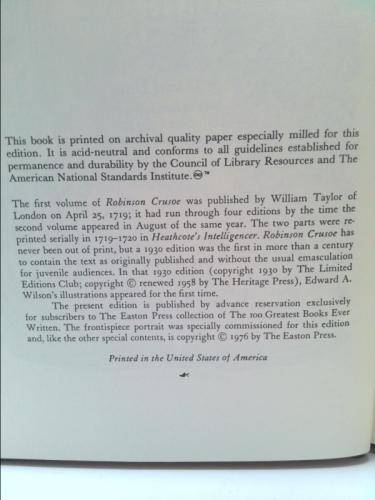 This book is printed on archival quality paper especially milled for this
edition. It is acid-neutral and conforms to all guidelines established for
permanence and durability by the Council of Library Resources and The
American National Standards Institute.♾™
The first volume of Robinson Crusoe was published by William Taylor of
London on April 25, 1719; it had run through four editions by the time the
second volume appeared in August of the same year. The two parts were re-
printed serially in 1719-1720 in Heathcote's Intelligencer. Robinson Crusoe has
never been out of print, but a 1930 edition was the first in more than a century
to contain the text as originally published and without the usual emasculation
for juvenile audiences. In that 1930 edition (copyright 1930 by The Limited
Editions Club; copyright © renewed 1958 by The Heritage Press), Edward A.
Wilson's illustrations appeared for the first time.
The present edition is published by advance reservation exclusively
for subscribers to The Easton Press collection of The 100 Greatest Books Ever
Written. The frontispiece portrait was specially commissioned for this edition
and, like the other special contents, is copyright © 1976 by The Easton Press.
Printed in the United States of America